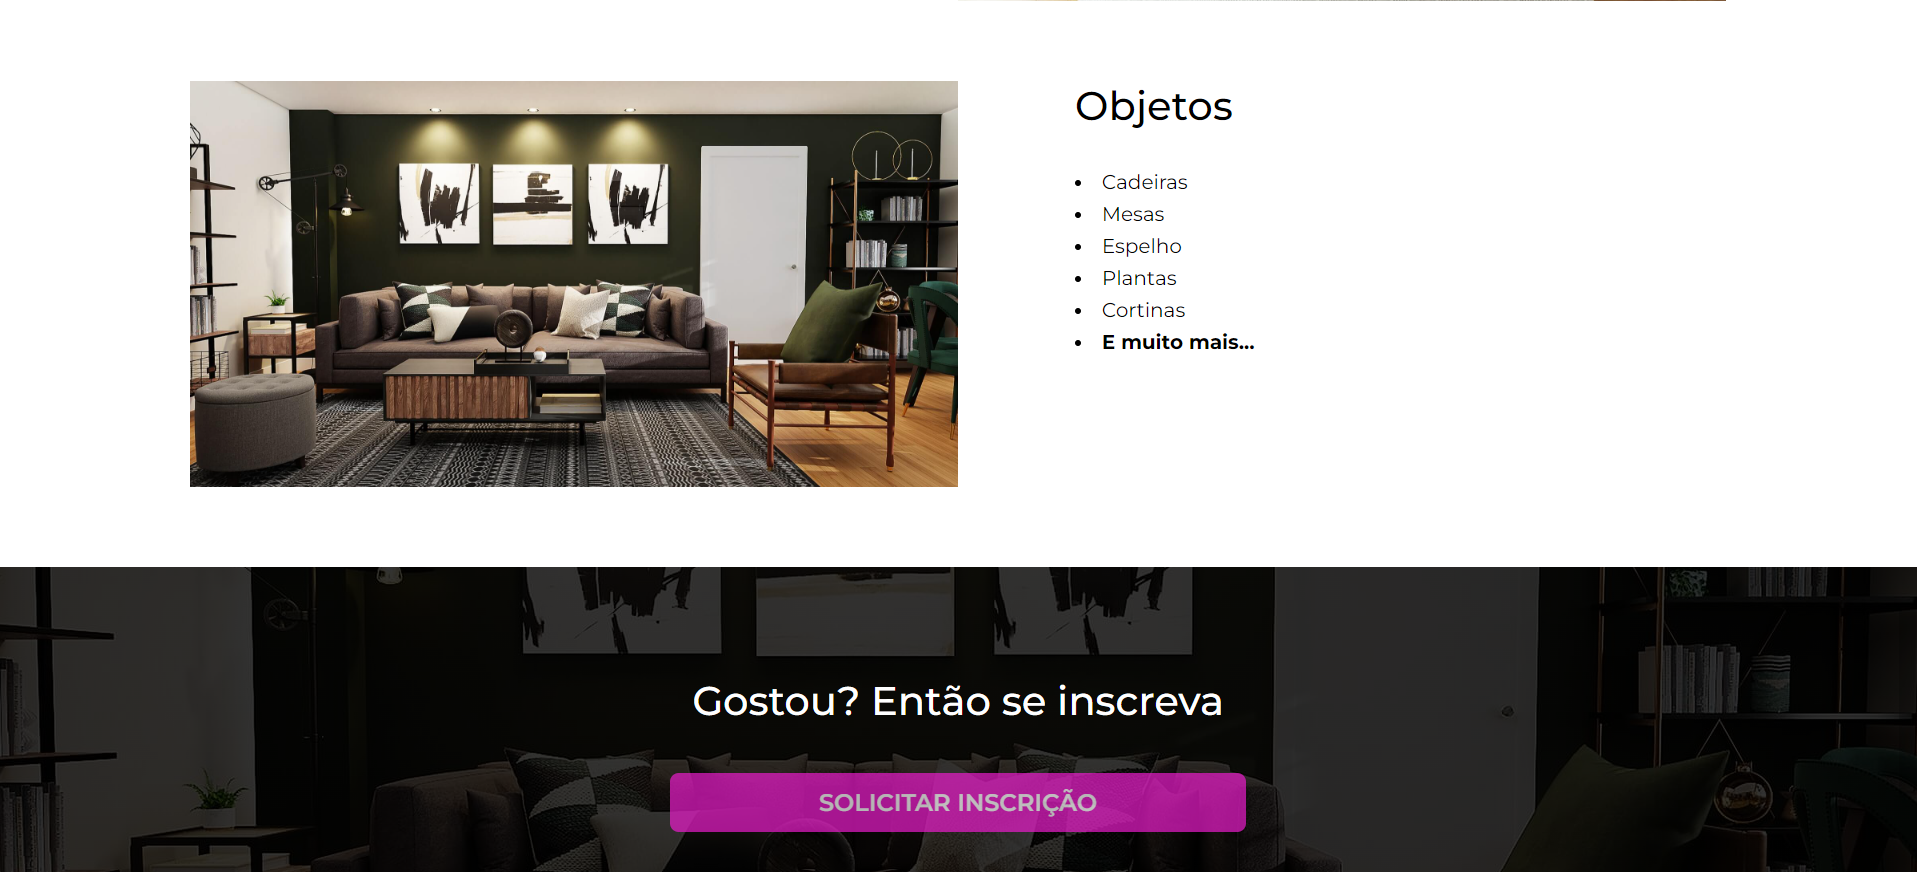 Objetos
Cadeiras
Mesas
Espelho
Plantas
Cortinas
E muito mais...
Gostou? Então se inscreva
SOLICITAR INSCRIÇÃO